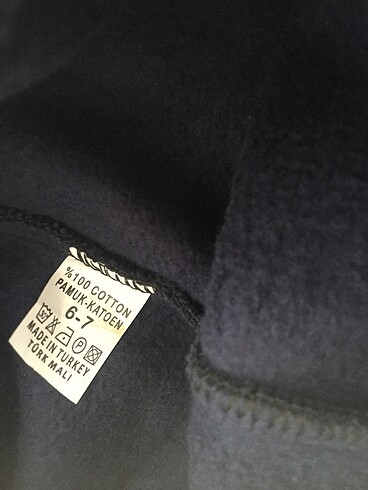 %100 COTTON
PAMUK-KATOEN
6-7
P
MADE IN TURKEY
TÜRK MALI